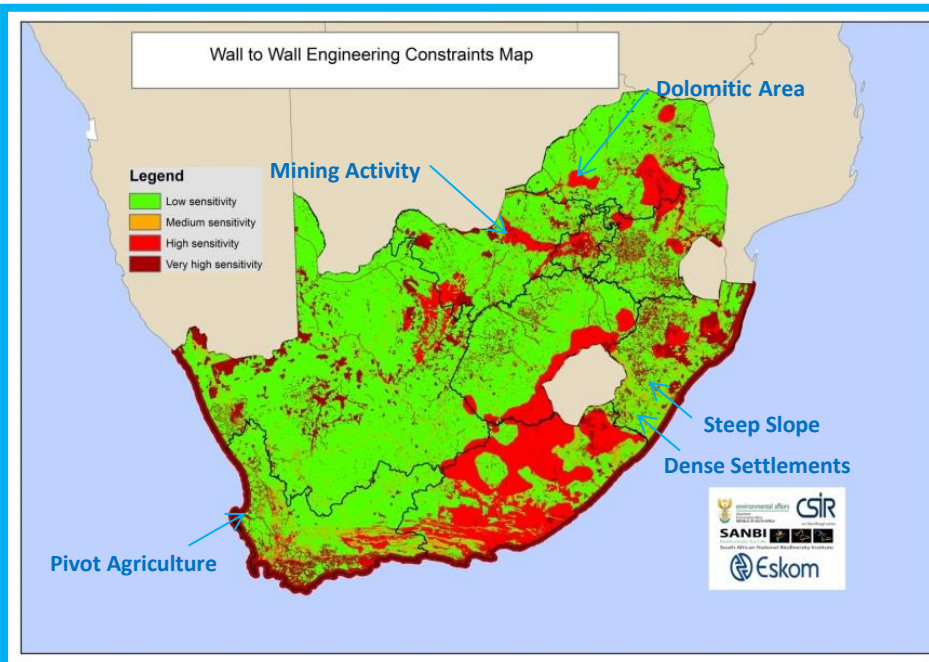 Wall to Wall Engineering Constraints Map
Dolomitic Area
Mining Activity
Legend
Low sensitivity
Medium sensitivity
High sensitivity
Very high sensitivity
Steep Slope
Dense Settlements
Pivot Agriculture
environmental affairs
CSIR
SANBI
South African National Biodiversity Institute
Eskom